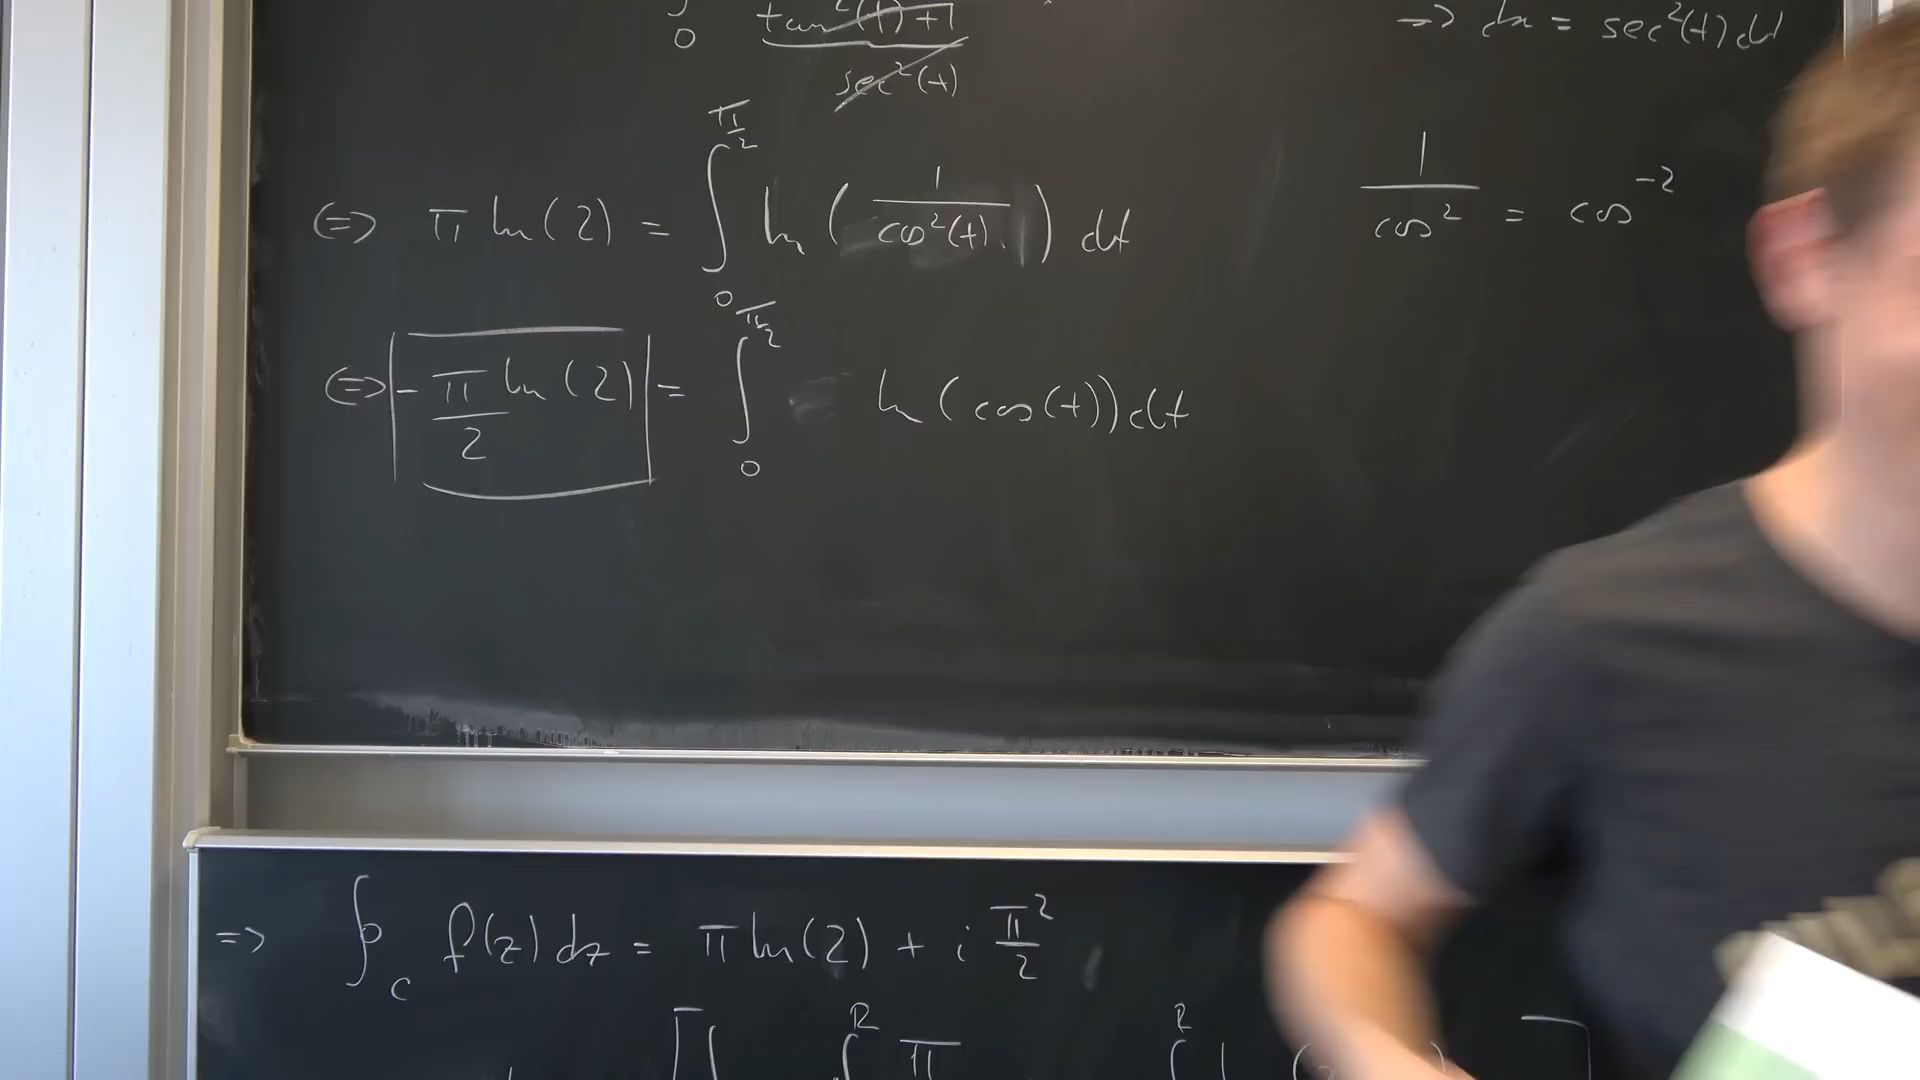 0 tan²(t)+1 => dx = sec²(t)dt
sec²(t)
<=> π ln(2) = ∫₀^(π/2) ln(1/cos²(t)) dt
1/cos² = cos⁻²
<=> -π/2 ln(2) = ∫₀^(π/2) ln(cos(t))dt
=> ∮_C f(z)dz = π ln(2) + i π²/2
R π R